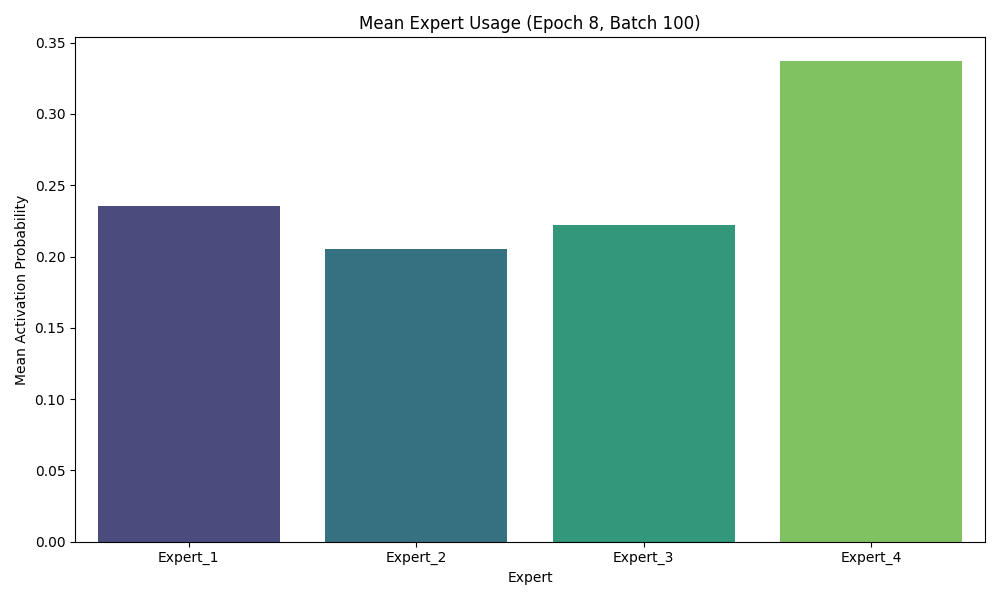 Mean Expert Usage (Epoch 8, Batch 100)
Mean Activation Probability
0.35
0.30
0.25
0.20
0.15
0.10
0.05
0.00
Expert_1 Expert_2 Expert_3 Expert_4
Expert